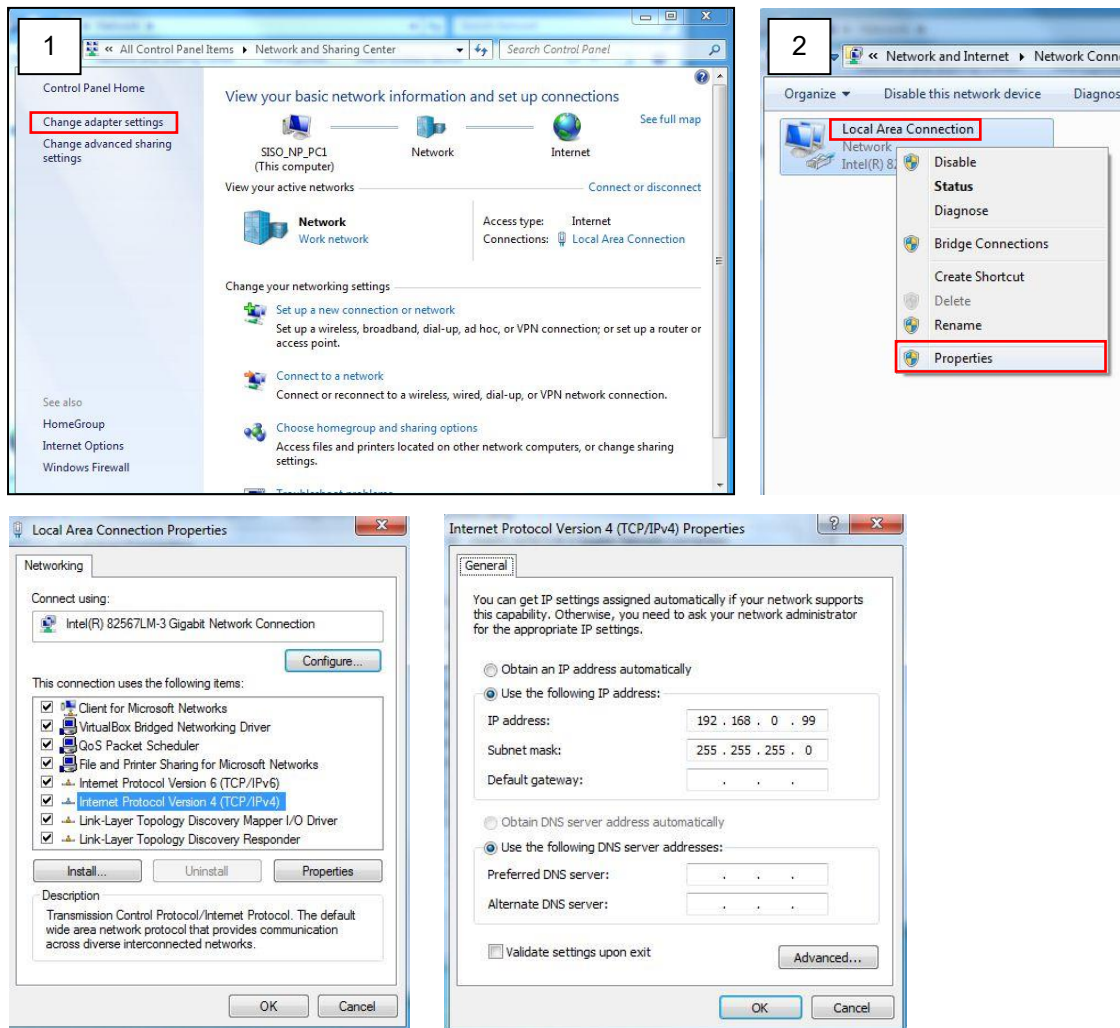 1
« All Control Panel Items ▸ Network and Sharing Center
Search Control Panel
Control Panel Home
Change adapter settings
Change advanced sharing
settings
See also
HomeGroup
Internet Options
Windows Firewall
View your basic network information and set up connections
See full map
SISO_NP_PC1
(This computer)
Network
Internet
View your active networks
Connect or disconnect
Network
Work network
Access type: Internet
Connections: Local Area Connection
Change your networking settings
Set up a new connection or network
Set up a wireless, broadband, dial-up, ad hoc, or VPN connection; or set up a router or
access point.
Connect to a network
Connect or reconnect to a wireless, wired, dial-up, or VPN network connection.
Choose homegroup and sharing options
Access files and printers located on other network computers, or change sharing
settings.
Troubleshoot problems
2
« Network and Internet ▸ Network Conne
Organize Disable this network device Diagnos
Local Area Connection
Network
Intel(R) 82
Disable
Status
Diagnose
Bridge Connections
Create Shortcut
Delete
Rename
Properties
Local Area Connection Properties
Networking
Connect using:
Intel(R) 82567LM-3 Gigabit Network Connection
Configure...
This connection uses the following items:
Client for Microsoft Networks
VirtualBox Bridged Networking Driver
QoS Packet Scheduler
File and Printer Sharing for Microsoft Networks
Internet Protocol Version 6 (TCP/IPv6)
Internet Protocol Version 4 (TCP/IPv4)
Link-Layer Topology Discovery Mapper I/O Driver
Link-Layer Topology Discovery Responder
Install... Uninstall Properties
Description
Transmission Control Protocol/Internet Protocol. The default
wide area network protocol that provides communication
across diverse interconnected networks.
OK Cancel
Internet Protocol Version 4 (TCP/IPv4) Properties
General
You can get IP settings assigned automatically if your network supports
this capability. Otherwise, you need to ask your network administrator
for the appropriate IP settings.
Obtain an IP address automatically
Use the following IP address:
IP address: 192 . 168 . 0 . 99
Subnet mask: 255 . 255 . 255 . 0
Default gateway: . . .
Obtain DNS server address automatically
Use the following DNS server addresses:
Preferred DNS server: . . .
Alternate DNS server: . . .
Validate settings upon exit
Advanced...
OK Cancel